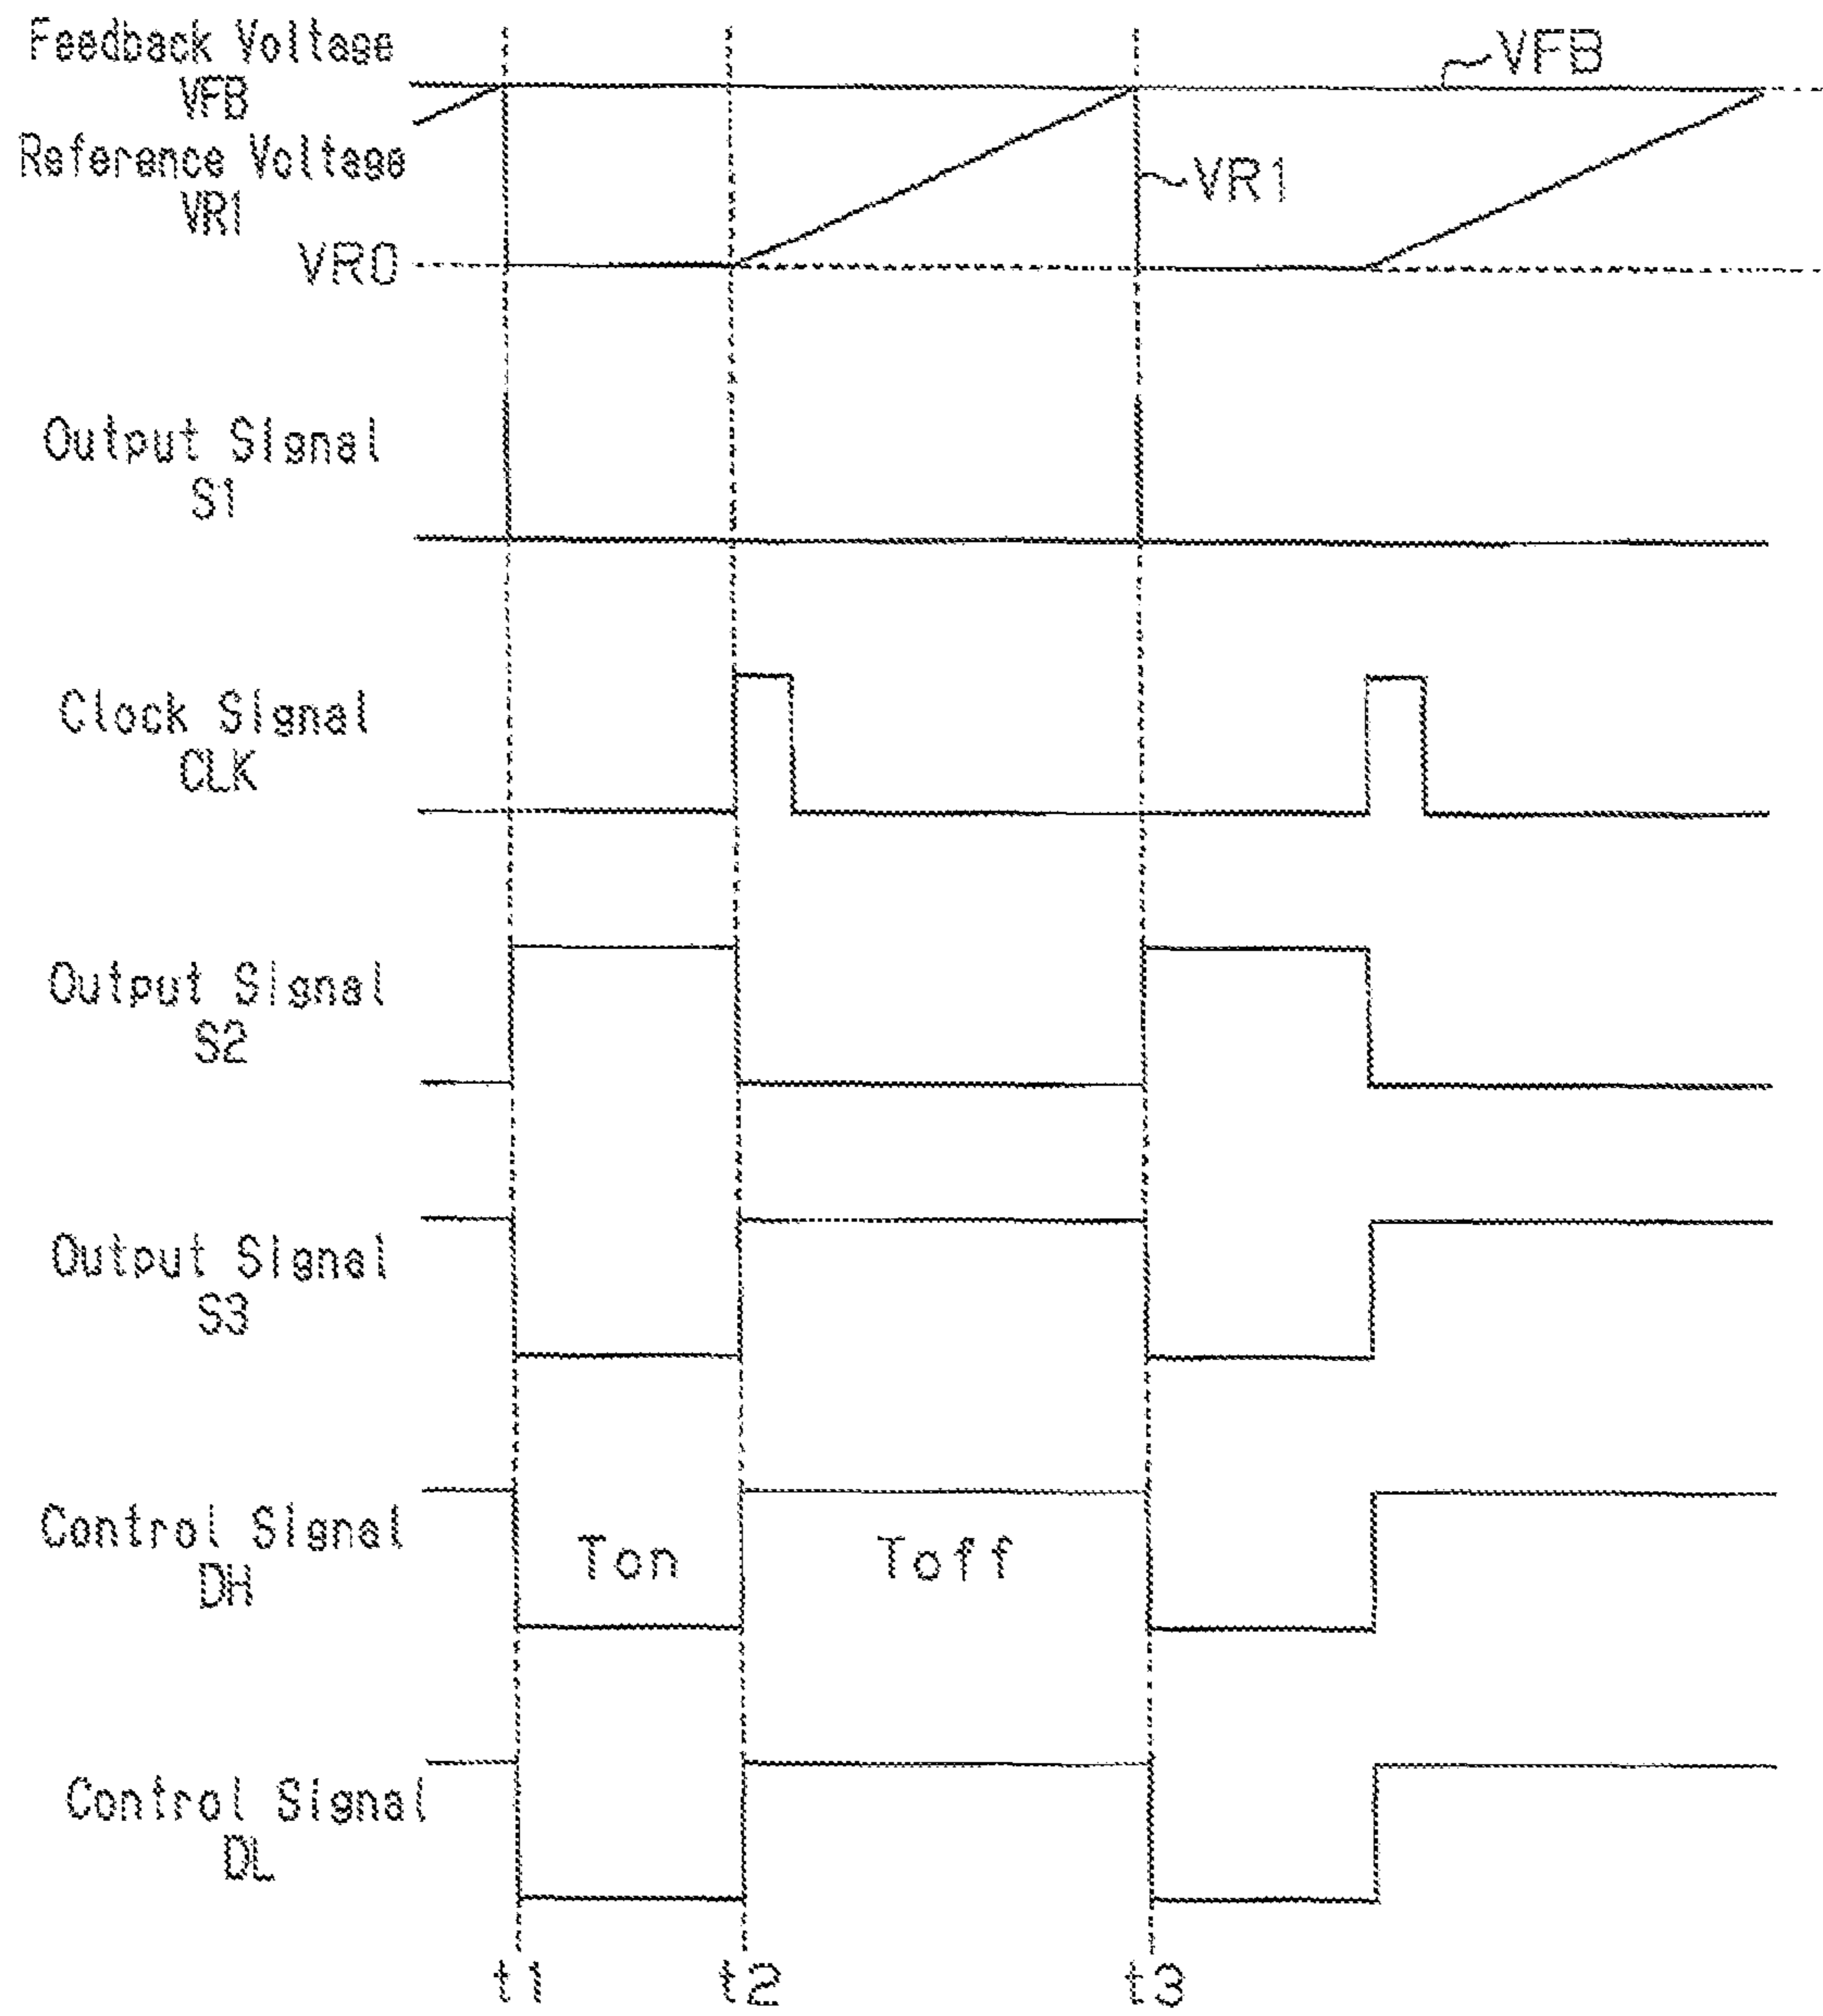 Feedback Voltage
VFB
Reference Voltage
VR1
VR0
VFB
VR1
Output Signal
S1
Clock Signal
CLK
Output Signal
S2
Output Signal
S3
Control Signal
DH
Ton
Toff
Control Signal
DL
t1
t2
t3